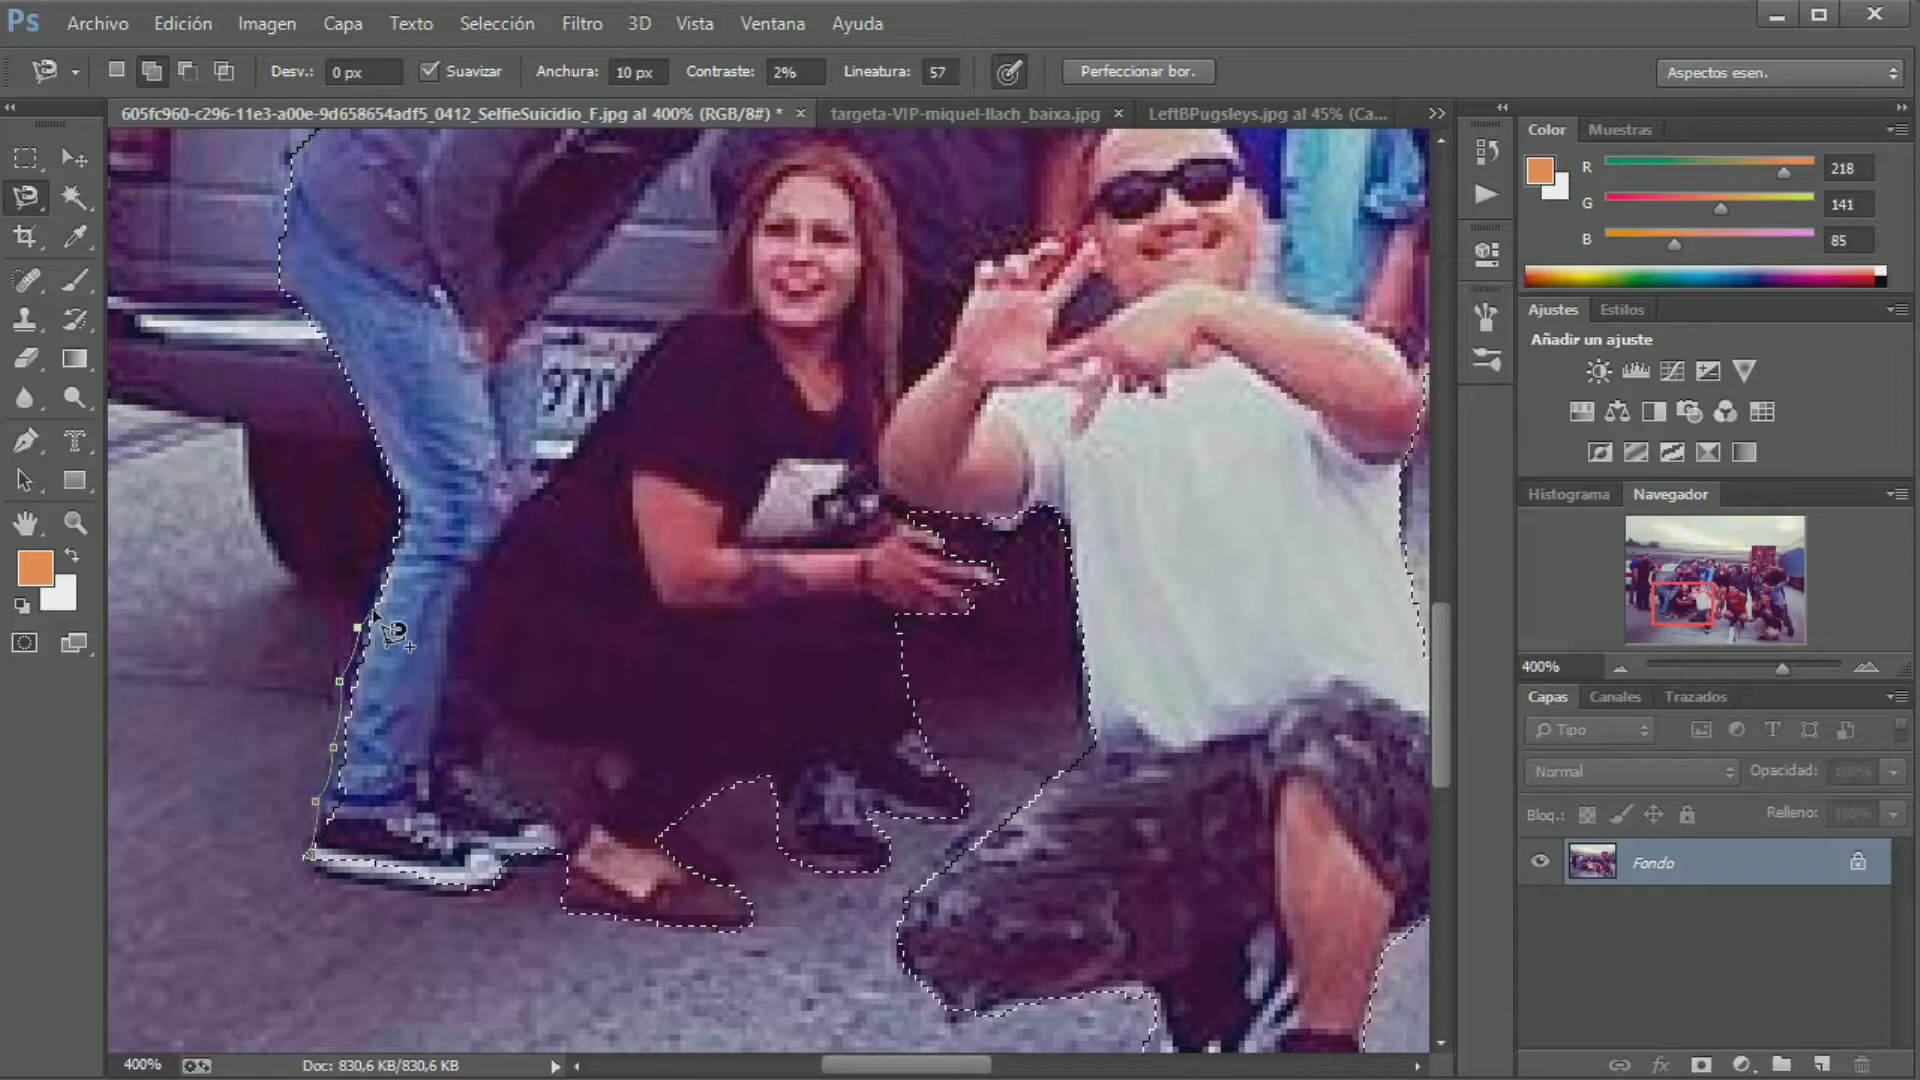 Ps Archivo Edición Imagen Capa Texto Selección Filtro 3D Vista Ventana Ayuda
Desv.: 0 px Suavizar Anchura: 10 px Contraste: 2% Lineatura: 57 Perfeccionar bor. Aspectos esen.
605fc960-c296-11e3-a00e-9d658654adf5_0412_SelfieSuicidio_F.jpg al 400% (RGB/8#) * × targeta-VIP-miquel-llach_baixa.jpg × LeftBPugsleys.jpg al 45% (Ca...
Color Muestras
R 218
G 141
B 85
Ajustes Estilos
Añadir un ajuste
970
Histograma Navegador
400%
Capas Canales Trazados
Tipo
Normal Opacidad: 100%
Bloq.: Relleno: 100%
Fondo
fx
400% Doc: 830,6 KB/830,6 KB